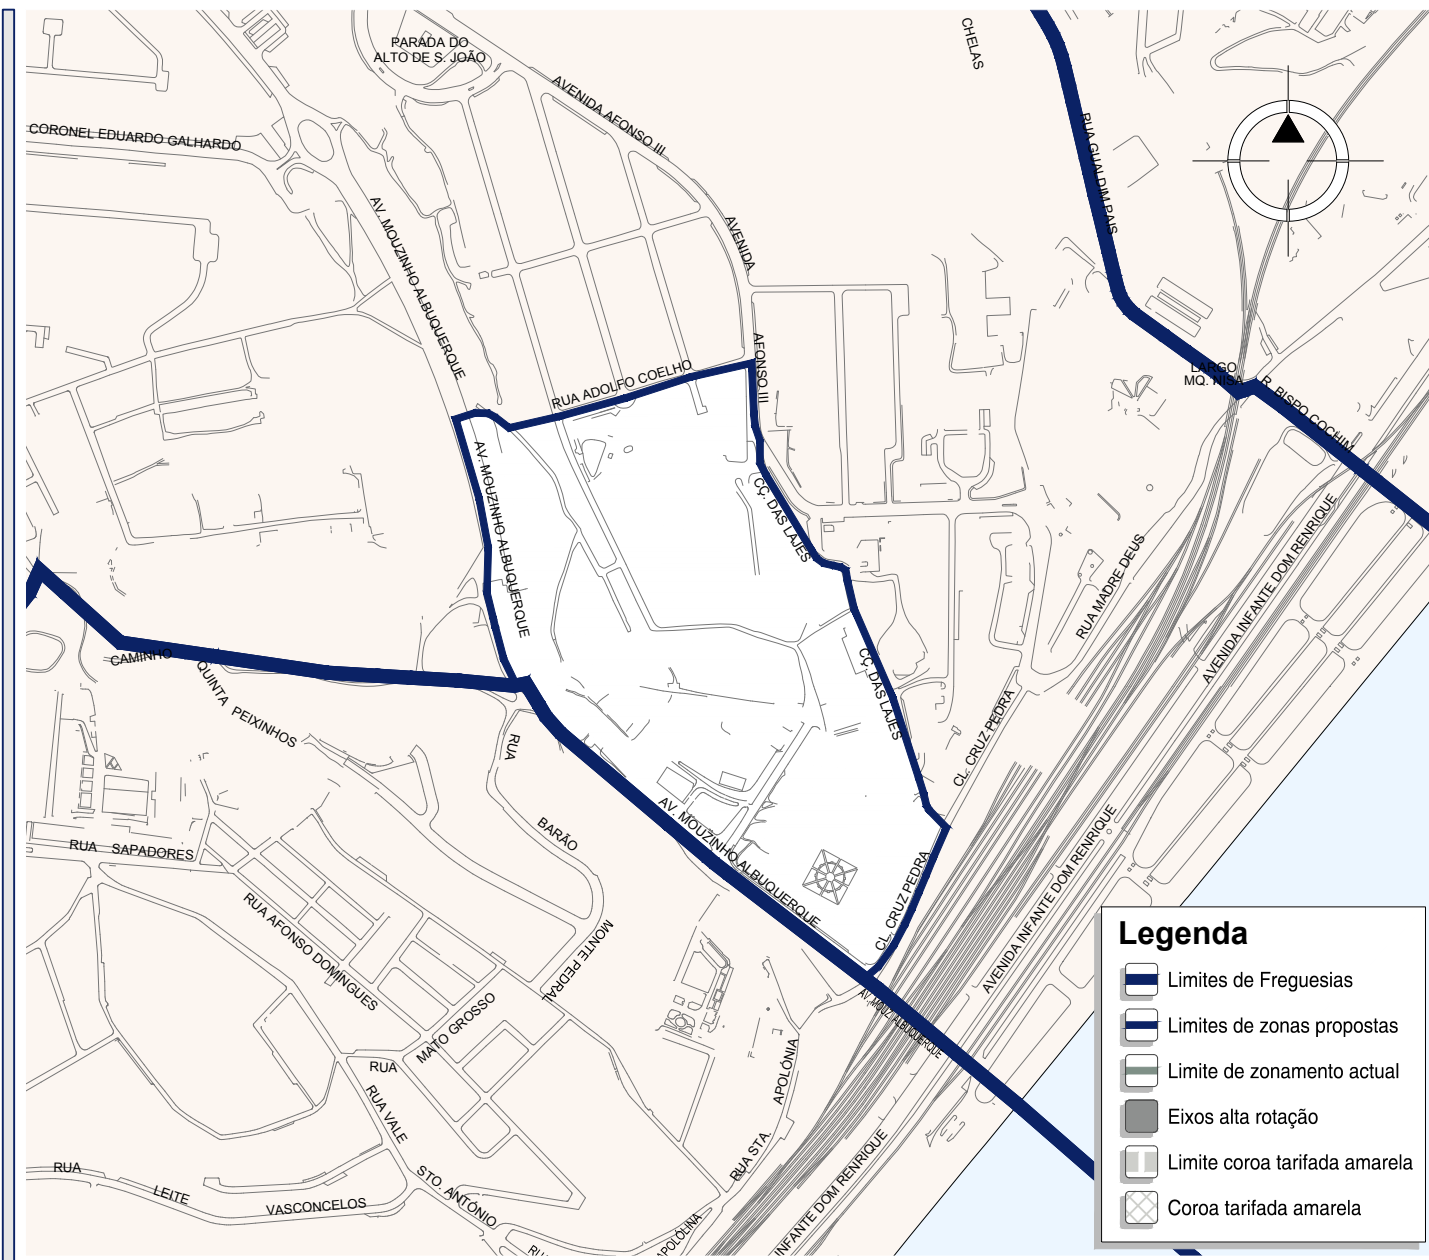 PARADA DO
ALTO DE S. JOÃO
CHELAS
AVENIDA AFONSO III
CORONEL EDUARDO GALHARDO
RUA GUALDIM PAIS
AV. MOUZINHO ALBUQUERQUE
AVENIDA
AFONSO III
RUA ADOLFO COELHO
LARGO
MQ. NISA
R. BISPO COCHIM
AV. MOUZINHO ALBUQUERQUE
CÇ. DAS LAJES
AVENIDA INFANTE DOM RENRIQUE
RUA MADRE DEUS
CAMINHO
QUINTA PEIXINHOS
CÇ. DAS LAJES
RUA
CL. CRUZ PEDRA
BARÃO
AV. MOUZINHO ALBUQUERQUE
AVENIDA INFANTE DOM RENRIQUE
RUA SAPADORES
CL. CRUZ PEDRA
RUA AFONSO DOMINGUES
MONTE PEDRAL
MATO GROSSO
AV. MOUZ. ALBUQUERQUE
RUA
RUA VALE
APOLÓNIA
RUA STA.
RUA
LEITE
VASCONCELOS
STO. ANTÓNIO
INFANTE DOM RENRIQUE
APOLÓLINA
Legenda
Limites de Freguesias
Limites de zonas propostas
Limite de zonamento actual
Eixos alta rotação
Limite coroa tarifada amarela
Coroa tarifada amarela